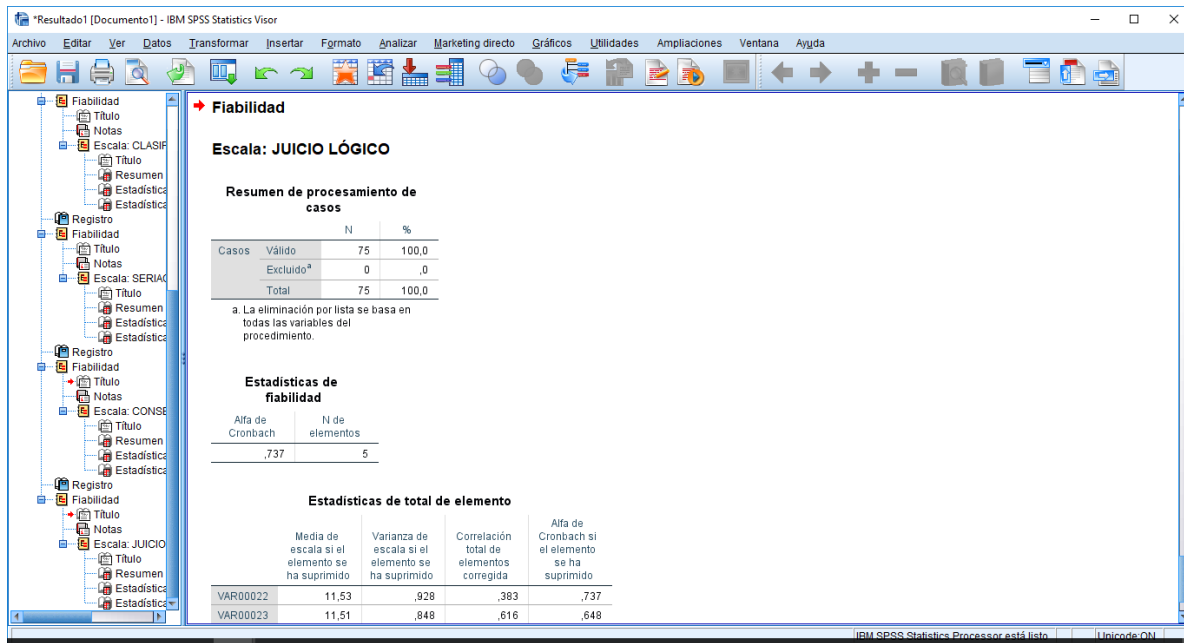 *Resultado1 [Documento1] - IBM SPSS Statistics Visor
Archivo Editar Ver Datos Transformar Insertar Formato Analizar Marketing directo Gráficos Utilidades Ampliaciones Ventana Ayuda
Fiabilidad
Título
Notas
Escala: CLASIF
Título
Resumen
Estadística
Estadística
Registro
Fiabilidad
Título
Notas
Escala: SERIAC
Título
Resumen
Estadística
Estadística
Registro
Fiabilidad
Título
Notas
Escala: CONSE
Título
Resumen
Estadística
Estadística
Registro
Fiabilidad
Título
Notas
Escala: JUICIO
Título
Resumen
Estadística
Estadística
Fiabilidad
Escala: JUICIO LÓGICO
Resumen de procesamiento de
casos
N %
Casos Válido 75 100,0
Excluidoª 0 ,0
Total 75 100,0
a. La eliminación por lista se basa en
todas las variables del
procedimiento.
Estadísticas de
fiabilidad
Alfa de N de
Cronbach elementos
,737 5
Estadísticas de total de elemento
Alfa de
Media de Varianza de Correlación Cronbach si
escala si el escala si el total de el elemento
elemento se elemento se elementos se ha
ha suprimido ha suprimido corregida suprimido
VAR00022 11,53 ,928 ,383 ,737
VAR00023 11,51 ,848 ,616 ,648
IBM SPSS Statistics Processor está listo Unicode:ON